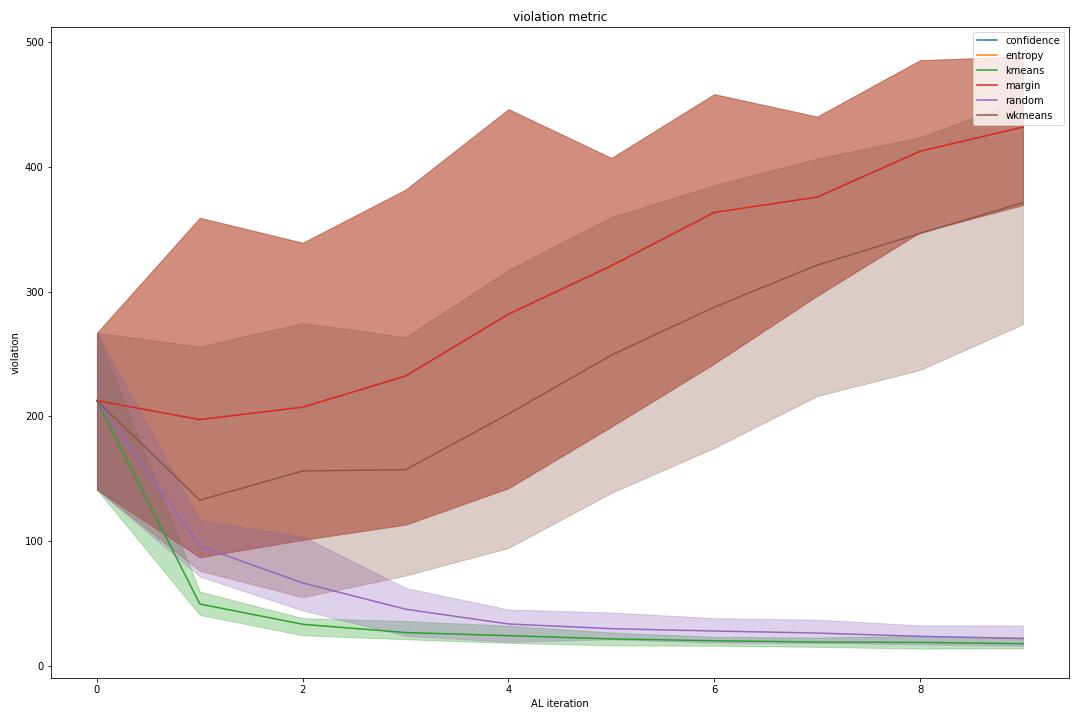 violation metric
500
400
300
200
100
0
violation
0
2
4
6
8
AL iteration
confidence
entropy
kmeans
margin
random
wkmeans